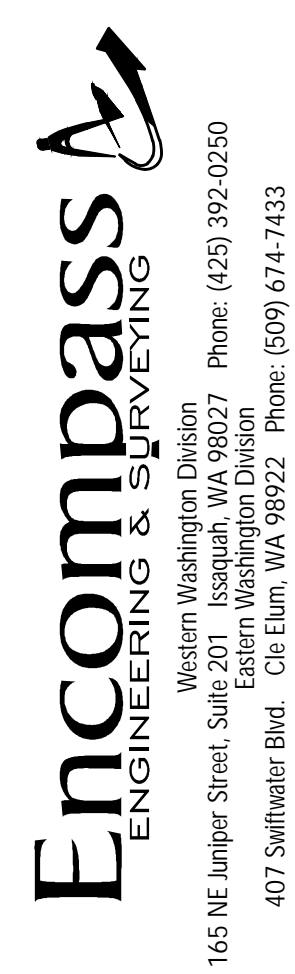 Encompass
ENGINEERING & SURVEYING
Western Washington Division
165 NE Juniper Street, Suite 201 Issaquah, WA 98027 Phone: (425) 392-0250
Eastern Washington Division
407 Swiftwater Blvd. Cle Elum, WA 98922 Phone: (509) 674-7433